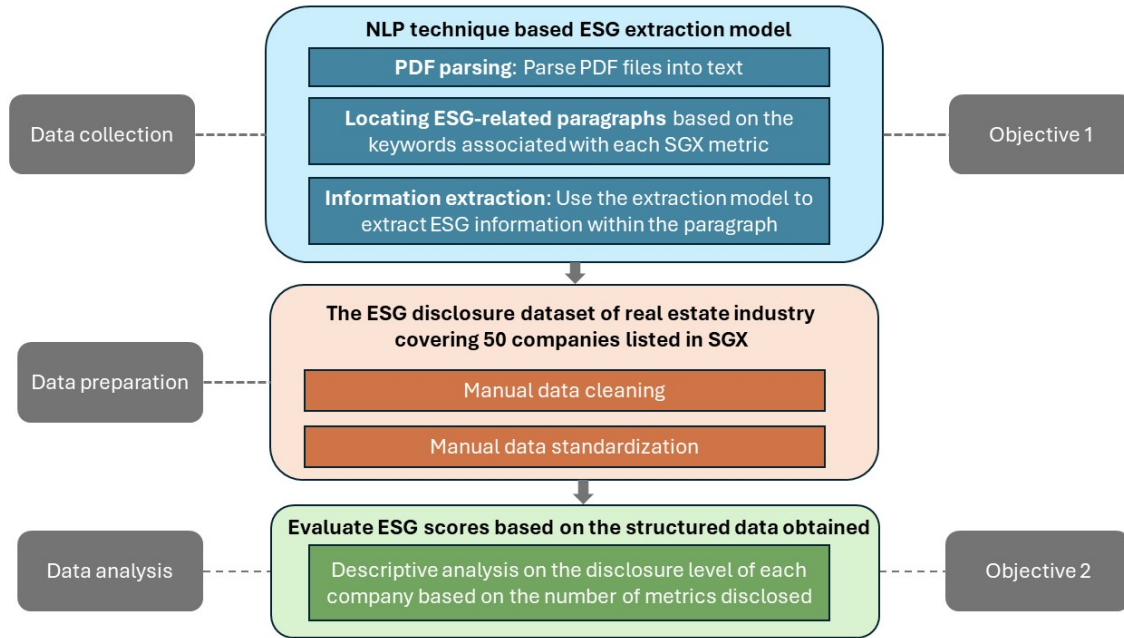 NLP technique based ESG extraction model
PDF parsing: Parse PDF files into text
Data collection
Locating ESG-related paragraphs based on the
keywords associated with each SGX metric
Objective 1
Information extraction: Use the extraction model to
extract ESG information within the paragraph
The ESG disclosure dataset of real estate industry
covering 50 companies listed in SGX
Data preparation
Manual data cleaning
Manual data standardization
Evaluate ESG scores based on the structured data obtained
Data analysis
Descriptive analysis on the disclosure level of each
company based on the number of metrics disclosed
Objective 2